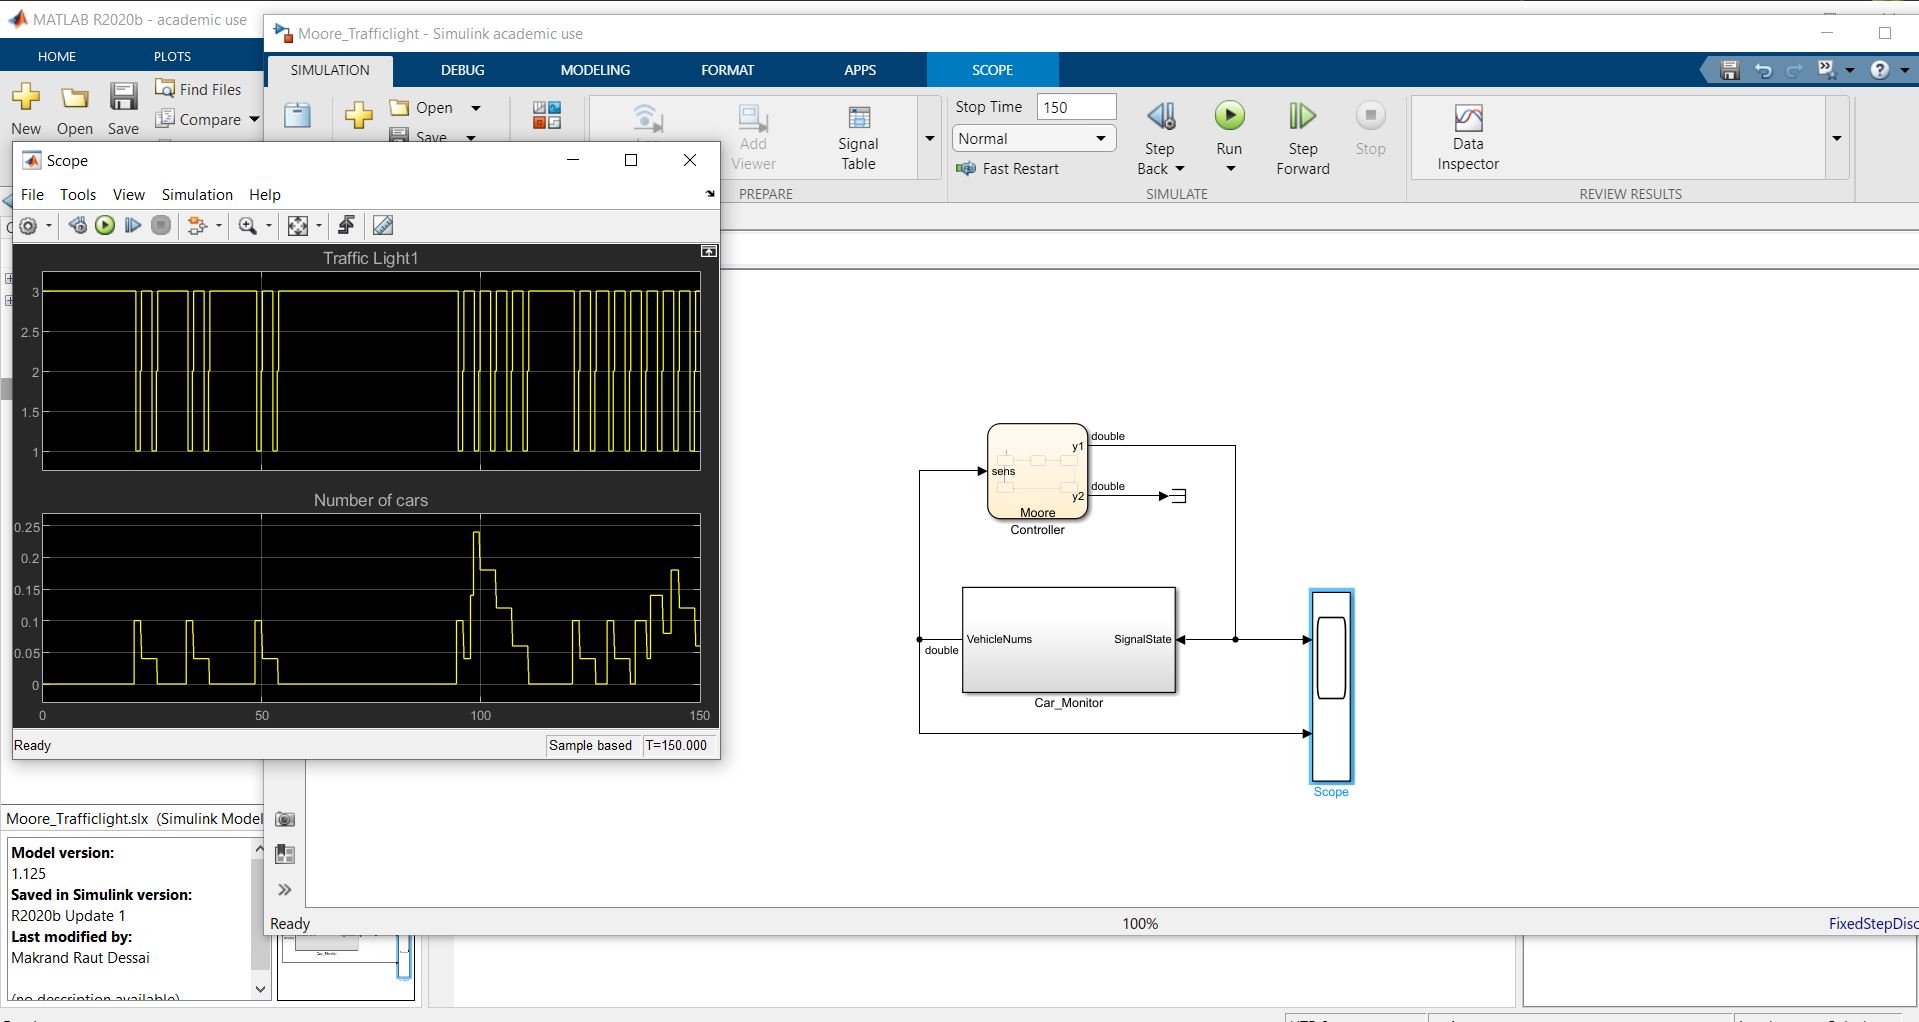 MATLAB R2020b - academic use
HOME
PLOTS
New
Open
Save
Find Files
Compare
Moore_Trafficlight - Simulink academic use
SIMULATION
DEBUG
MODELING
FORMAT
APPS
SCOPE
Open
Save
Add
Viewer
Signal
Table
PREPARE
Stop Time
150
Normal
Fast Restart
Step
Back
Run
Step
Forward
Stop
SIMULATE
Data
Inspector
REVIEW RESULTS
Scope
File
Tools
View
Simulation
Help
Traffic Light1
3
2.5
2
1.5
1
Number of cars
0.25
0.2
0.15
0.1
0.05
0
0
50
100
150
Ready
Sample based
T=150.000
sens
y1
y2
Moore
Controller
double
double
VehicleNums
SignalState
double
Car_Monitor
Scope
Moore_Trafficlight.slx (Simulink Model
Model version:
1.125
Saved in Simulink version:
R2020b Update 1
Last modified by:
Makrand Raut Dessai
(no description available)
Ready
100%
FixedStepDisc